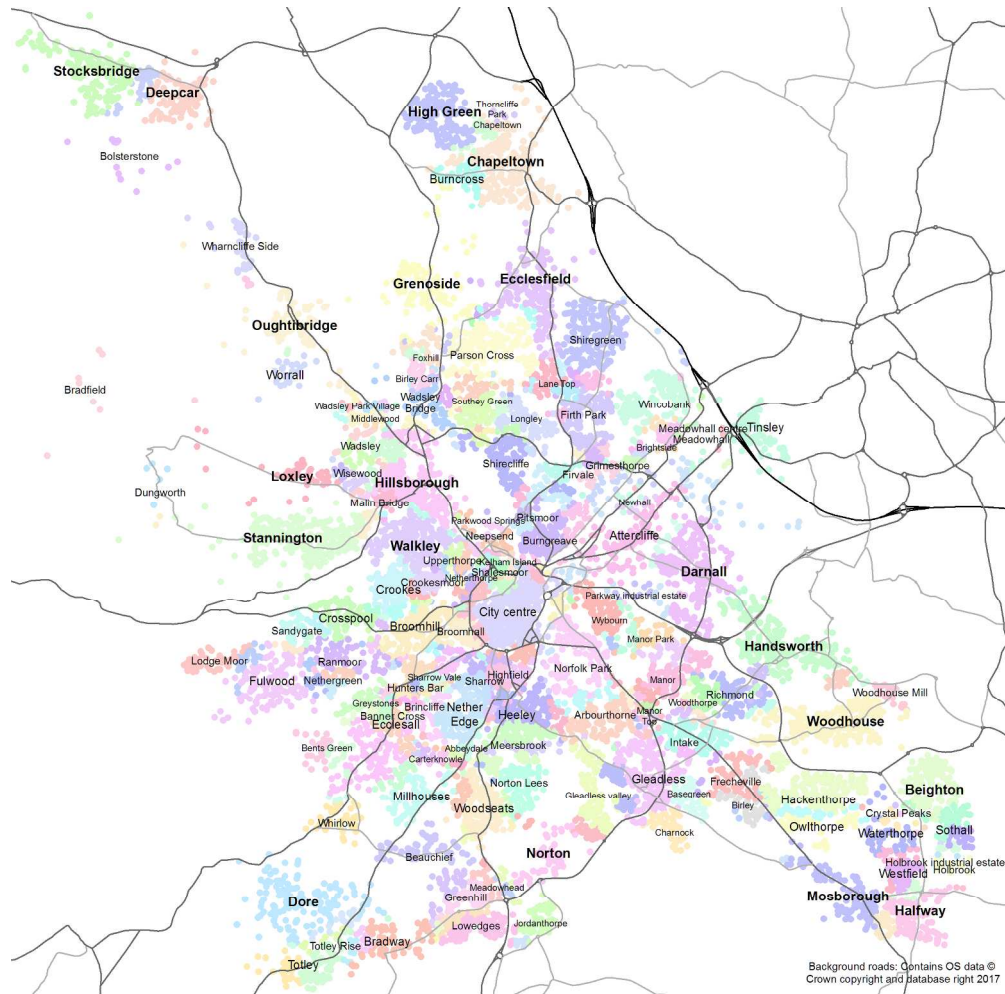 Stocksbridge
Deepcar
High Green
Thorncliffe
Park
Chapeltown
Bolsterstone
Chapeltown
Burncross
Wharncliffe Side
Grenoside
Ecclesfield
Oughtibridge
Shiregreen
Foxhill
Parson Cross
Worrall
Birley Carr
Lane Top
Bradfield
Wadsley
Bridge
Southey Green
Wadsley Park Village
Middlewood
Longley
Firth Park
Wincobank
Meadowhall centre
Meadowhall
Tinsley
Wadsley
Brightside
Shirecliffe
Grimesthorpe
Firvale
Loxley
Wisewood
Hillsborough
Dungworth
Malin Bridge
Newhall
Parkwood Springs
Pitsmoor
Stannington
Walkley
Neepsend
Burngreave
Attercliffe
Upperthorpe
Kelham Island
Shalesmoor
Netherthorpe
Crookesmoor
Crookes
Darnall
Parkway industrial estate
City centre
Crosspool
Sandygate
Broomhill
Broomhall
Wybourn
Manor Park
Handsworth
Lodge Moor
Ranmoor
Fulwood
Nethergreen
Sharrow Vale
Hunters Bar
Sharrow
Highfield
Norfolk Park
Manor
Richmond
Woodhouse Mill
Greystones
Brincliffe
Banner Cross
Ecclesall
Nether
Edge
Heeley
Arbourthorne
Manor
Top
Woodthorpe
Woodhouse
Bents Green
Abbeydale
Carterknowle
Meersbrook
Intake
Gleadless
Frecheville
Millhouses
Norton Lees
Gleadless valley
Basegreen
Birley
Hackenthorpe
Beighton
Woodseats
Crystal Peaks
Whirlow
Charnock
Owlthorpe
Waterthorpe
Sothall
Beauchief
Norton
Holbrook industrial estate
Westfield
Holbrook
Meadowhead
Greenhill
Mosborough
Halfway
Dore
Lowedges
Jordanthorpe
Totley Rise
Bradway
Totley
Background roads: Contains OS data ©
Crown copyright and database right 2017